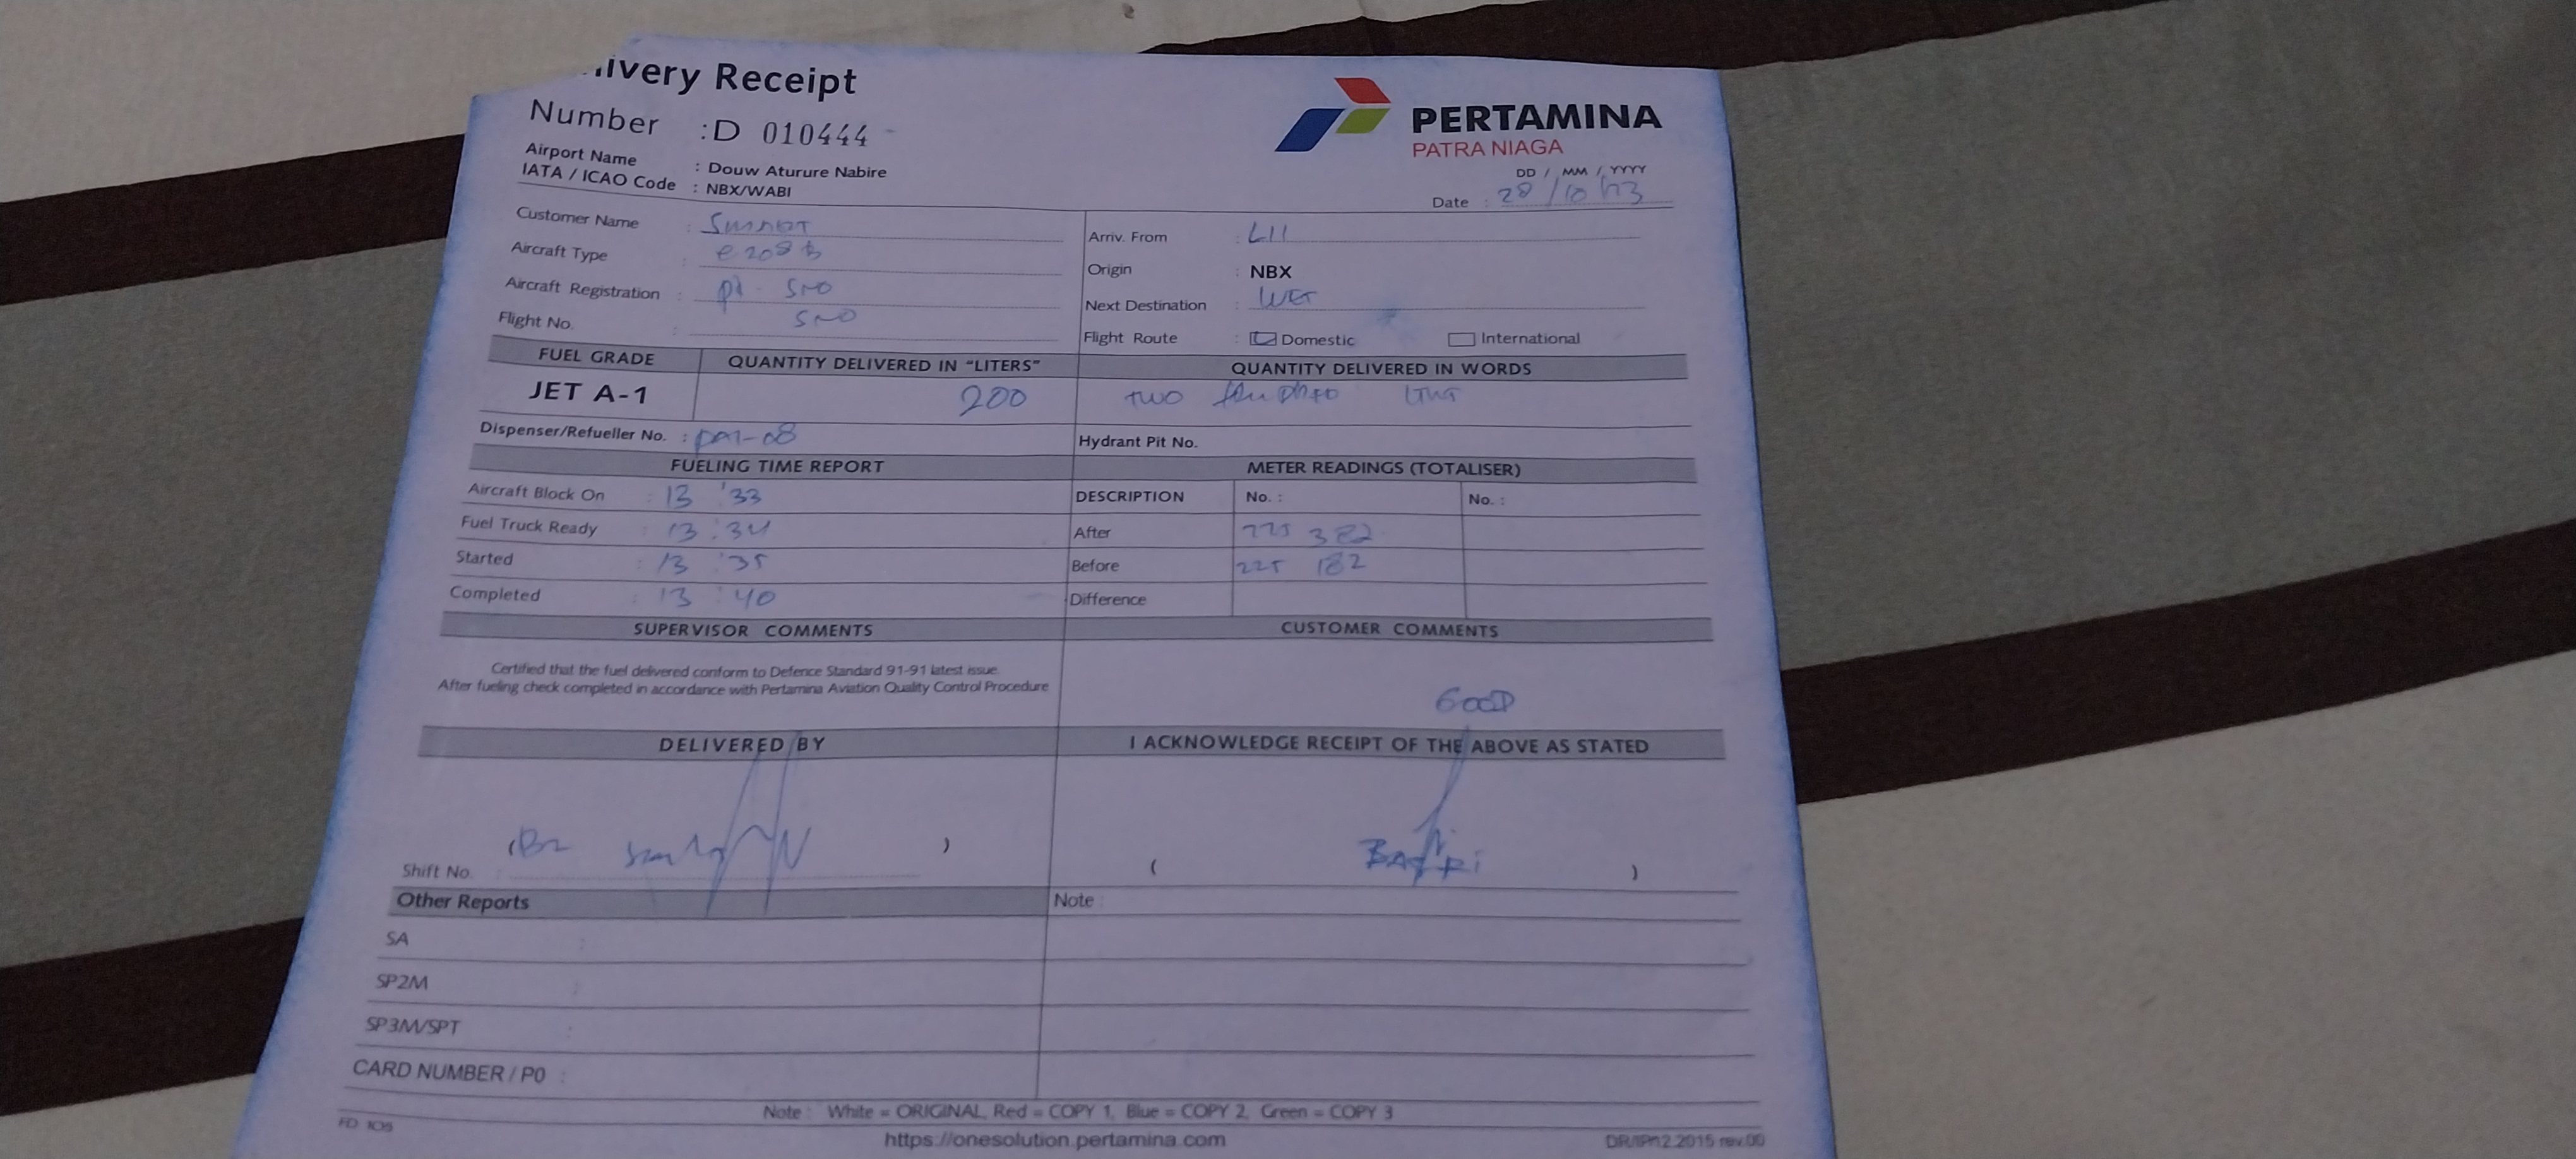 ivery Receipt
Number : D 010444
PERTAMINA
PATRA NIAGA
Airport Name : Douw Aturure Nabire
IATA / ICAO Code : NBX/WABI
DD / MM / YYYY
Date : 28/10/
Customer Name :
Aircraft Type :
Aircraft Registration :
Flight No. : SNO
Arriv. From :
Origin : NBX
Next Destination :
Flight Route : Domestic International
FUEL GRADE QUANTITY DELIVERED IN “LITERS” QUANTITY DELIVERED IN WORDS
JET A-1 200 two
Dispenser/Refueller No. : Hydrant Pit No.
FUELING TIME REPORT METER READINGS (TOTALISER)
Aircraft Block On : 13 : 33 DESCRIPTION No. : No. :
Fuel Truck Ready : 13 : 34 After 225 382
Started : 13 : 35 Before 225 182
Completed : 13 : 40 Difference
SUPERVISOR COMMENTS CUSTOMER COMMENTS
Certified that the fuel delivered conform to Defence Standard 91-91 latest issue
After fueling check completed in accordance with Pertamina Aviation Quality Control Procedure
GOOD
DELIVERED BY I ACKNOWLEDGE RECEIPT OF THE ABOVE AS STATED
Shift No. : ( ) ( )
Other Reports Note :
SA :
SP2M :
SP3M/SPT :
CARD NUMBER / P0 :
Note : White = ORIGINAL, Red = COPY 1, Blue = COPY 2, Green = COPY 3
https://onesolution.pertamina.com